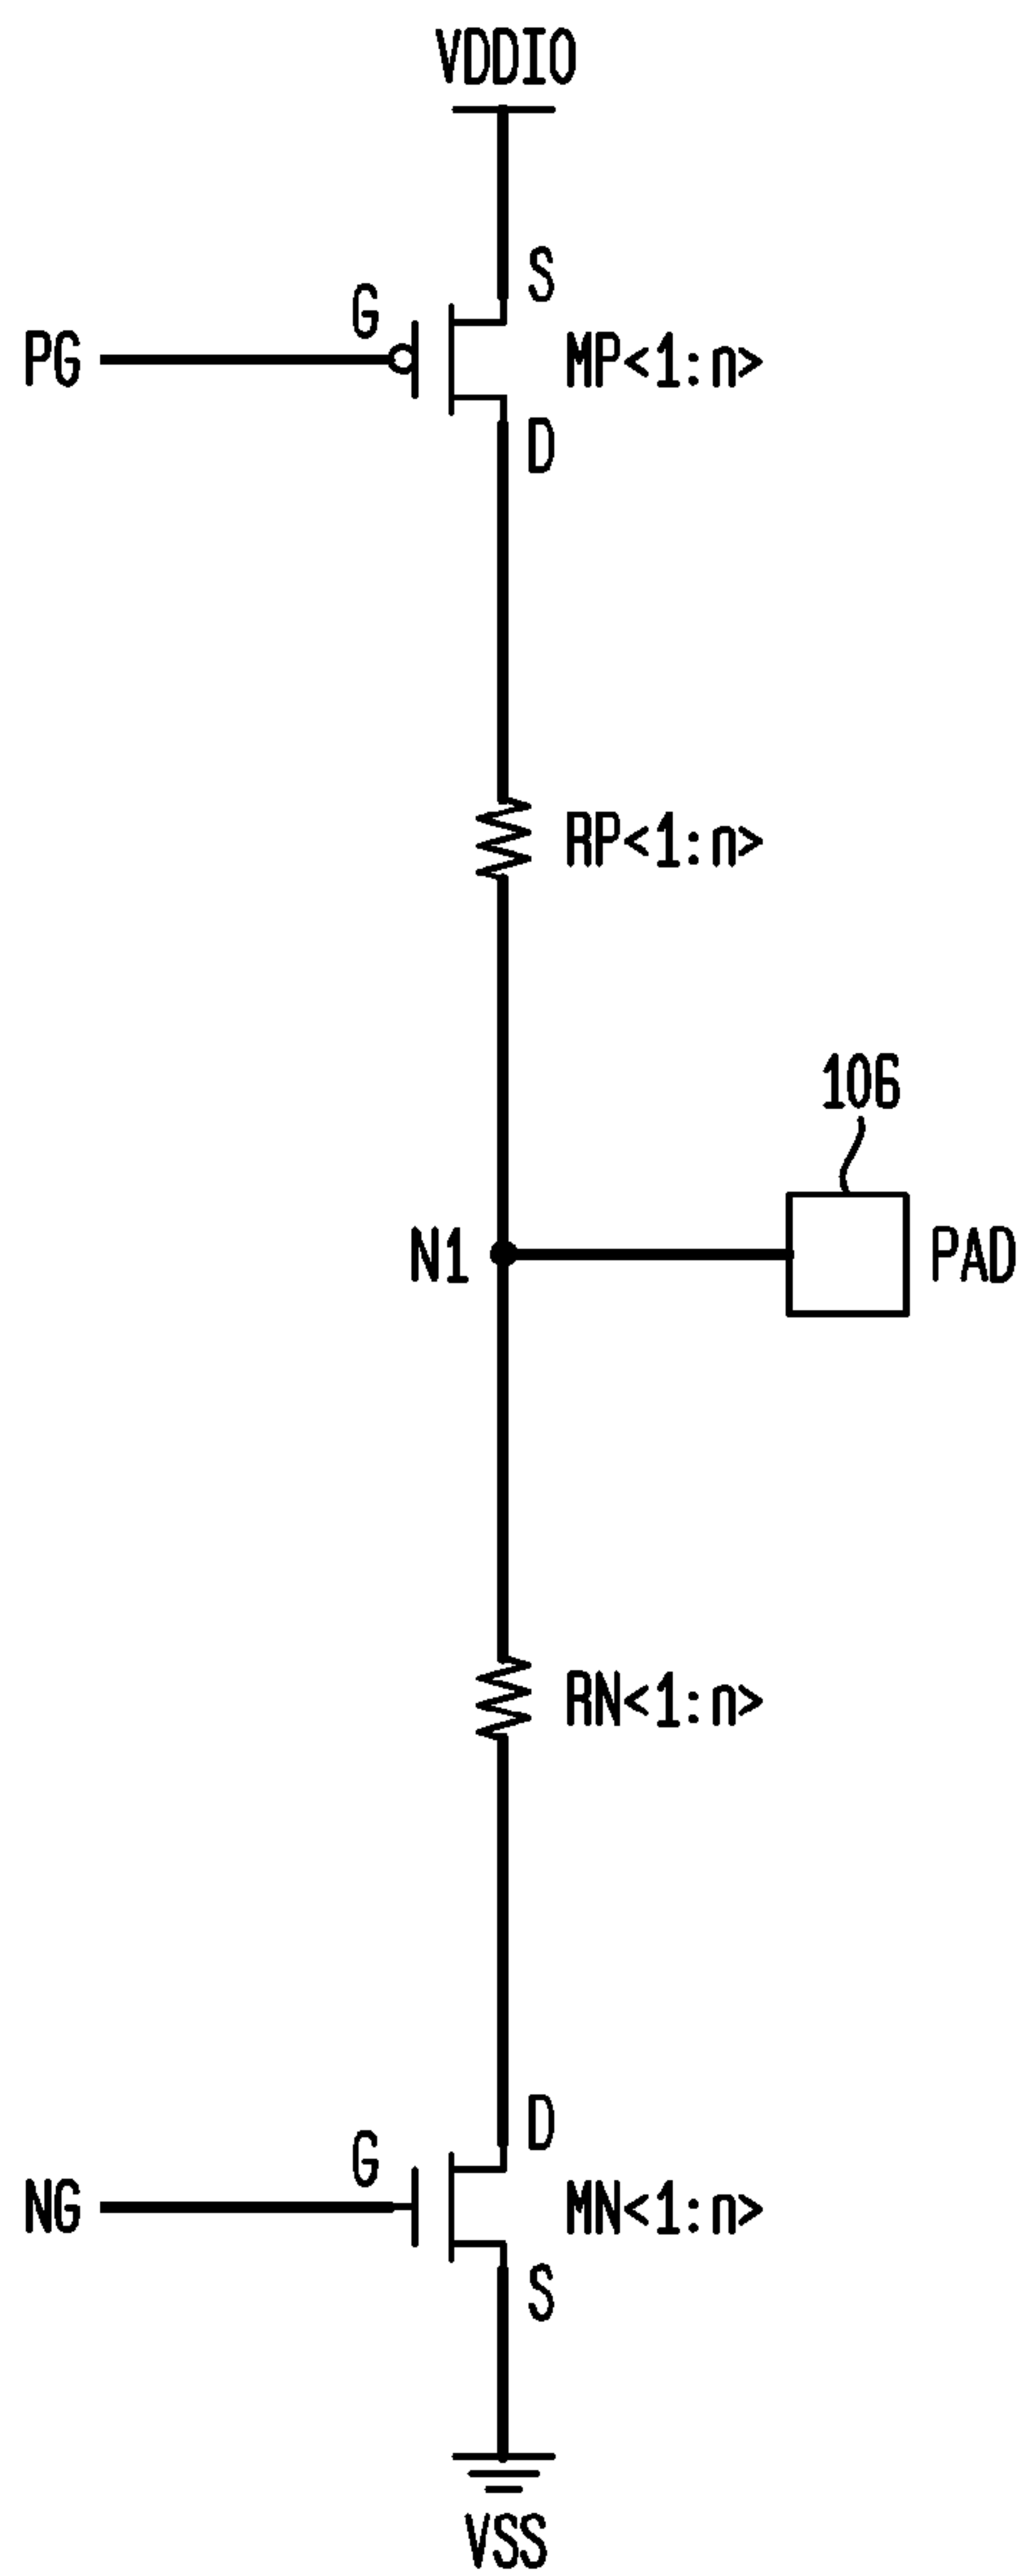 VDDIO
S
G
PG
MP<1:n>
D
RP<1:n>
106
N1
PAD
RN<1:n>
D
G
NG
MN<1:n>
S
VSS